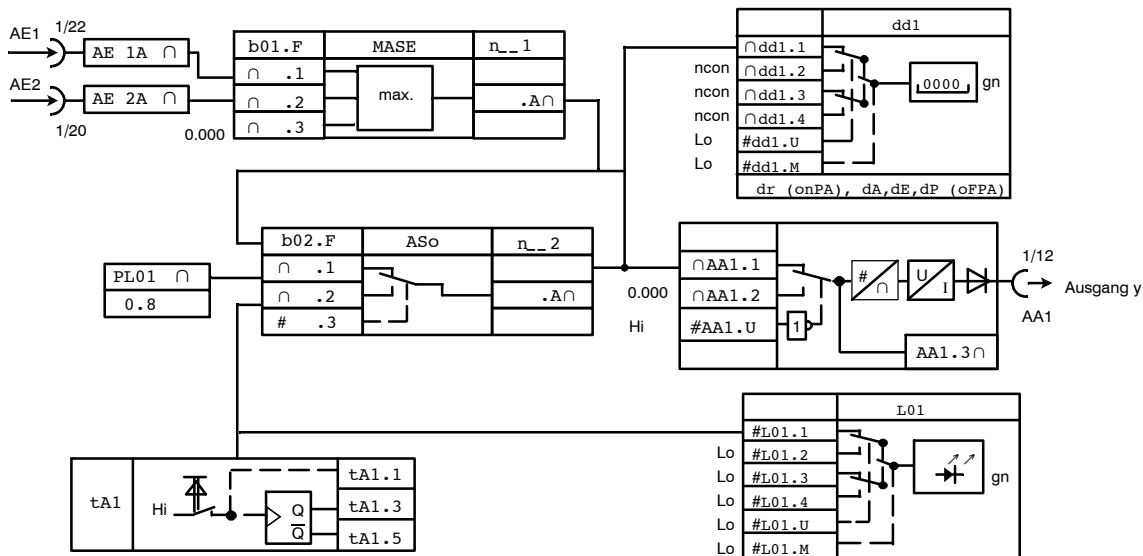 AE1
1/22
AE 1A ∩
AE2
1/20
AE 2A ∩
0.000
b01.F MASE n__1
∩ .1
∩ .2
∩ .3
max.
.A∩
dd1
∩dd1.1
ncon ∩dd1.2
ncon ∩dd1.3
ncon ∩dd1.4
Lo #dd1.U
Lo #dd1.M
0000
gn
dr (onPA), dA,dE,dP (oFPA)
PL01 ∩
0.8
b02.F ASo n__2
∩ .1
∩ .2
# .3
.A∩
∩AA1.1
0.000 ∩AA1.2
Hi #AA1.U
1
#
∩
U
I
AA1.3∩
1/12
AA1
Ausgang y
tA1
Hi
Q
Q̅
tA1.1
tA1.3
tA1.5
L01
#L01.1
Lo #L01.2
Lo #L01.3
Lo #L01.4
Lo #L01.U
Lo #L01.M
gn